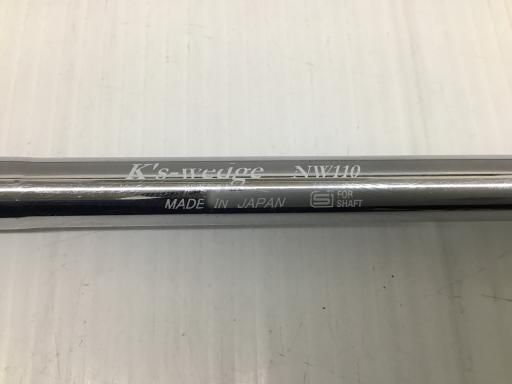 K's-wedge NW110
MADE IN JAPAN S FOR SHAFT